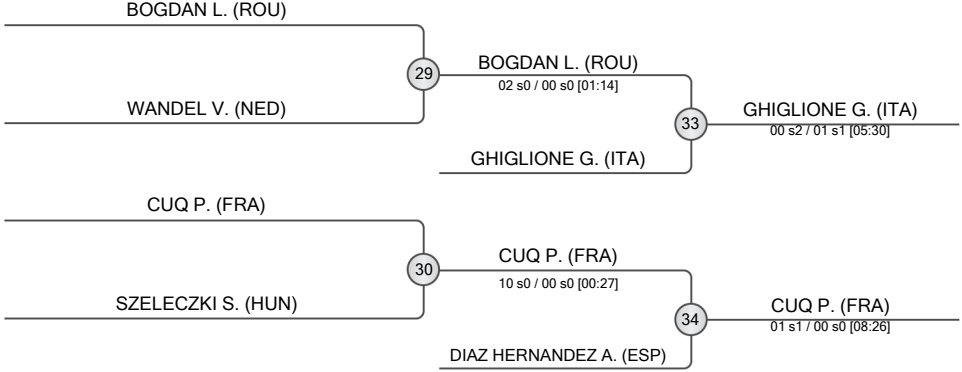 BOGDAN L. (ROU)
29
WANDEL V. (NED)
BOGDAN L. (ROU)
02 s0 / 00 s0 [01:14]
33
GHIGLIONE G. (ITA)
GHIGLIONE G. (ITA)
00 s2 / 01 s1 [05:30]
CUQ P. (FRA)
30
SZELECZKI S. (HUN)
CUQ P. (FRA)
10 s0 / 00 s0 [00:27]
34
DIAZ HERNANDEZ A. (ESP)
CUQ P. (FRA)
01 s1 / 00 s0 [08:26]